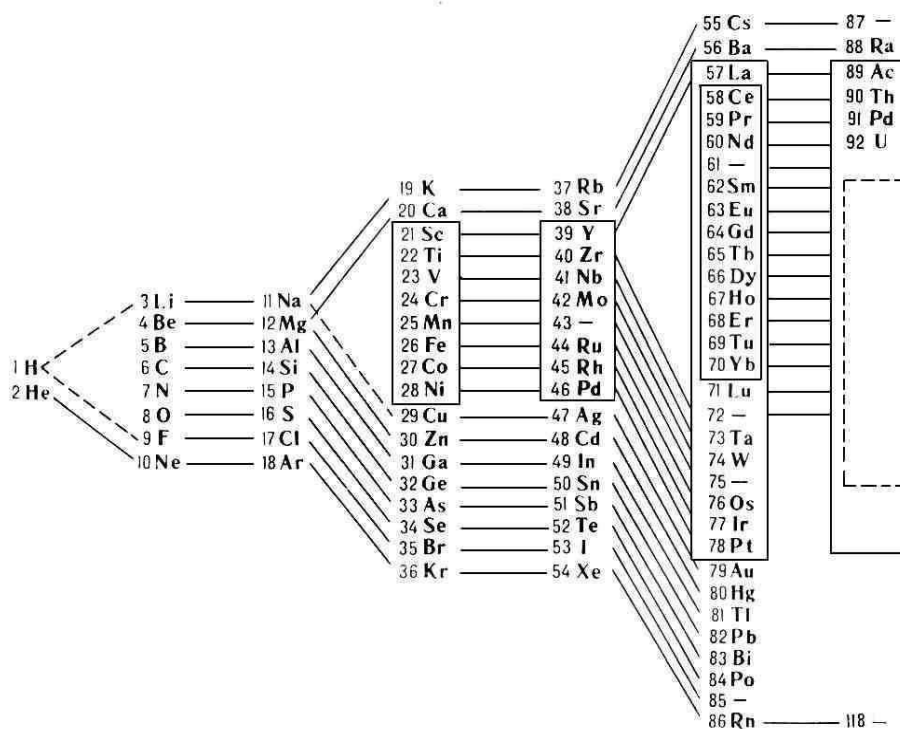 1 H
2 He
3 Li
4 Be
5 B
6 C
7 N
8 O
9 F
10 Ne
11 Na
12 Mg
13 Al
14 Si
15 P
16 S
17 Cl
18 Ar
19 K
20 Ca
21 Sc
22 Ti
23 V
24 Cr
25 Mn
26 Fe
27 Co
28 Ni
29 Cu
30 Zn
31 Ga
32 Ge
33 As
34 Se
35 Br
36 Kr
37 Rb
38 Sr
39 Y
40 Zr
41 Nb
42 Mo
43 —
44 Ru
45 Rh
46 Pd
47 Ag
48 Cd
49 In
50 Sn
51 Sb
52 Te
53 I
54 Xe
55 Cs
56 Ba
57 La
58 Ce
59 Pr
60 Nd
61 —
62 Sm
63 Eu
64 Gd
65 Tb
66 Dy
67 Ho
68 Er
69 Tu
70 Yb
71 Lu
72 —
73 Ta
74 W
75 —
76 Os
77 Ir
78 Pt
79 Au
80 Hg
81 Tl
82 Pb
83 Bi
84 Po
85 —
86 Rn
87 —
88 Ra
89 Ac
90 Th
91 Pd
92 U
118 —